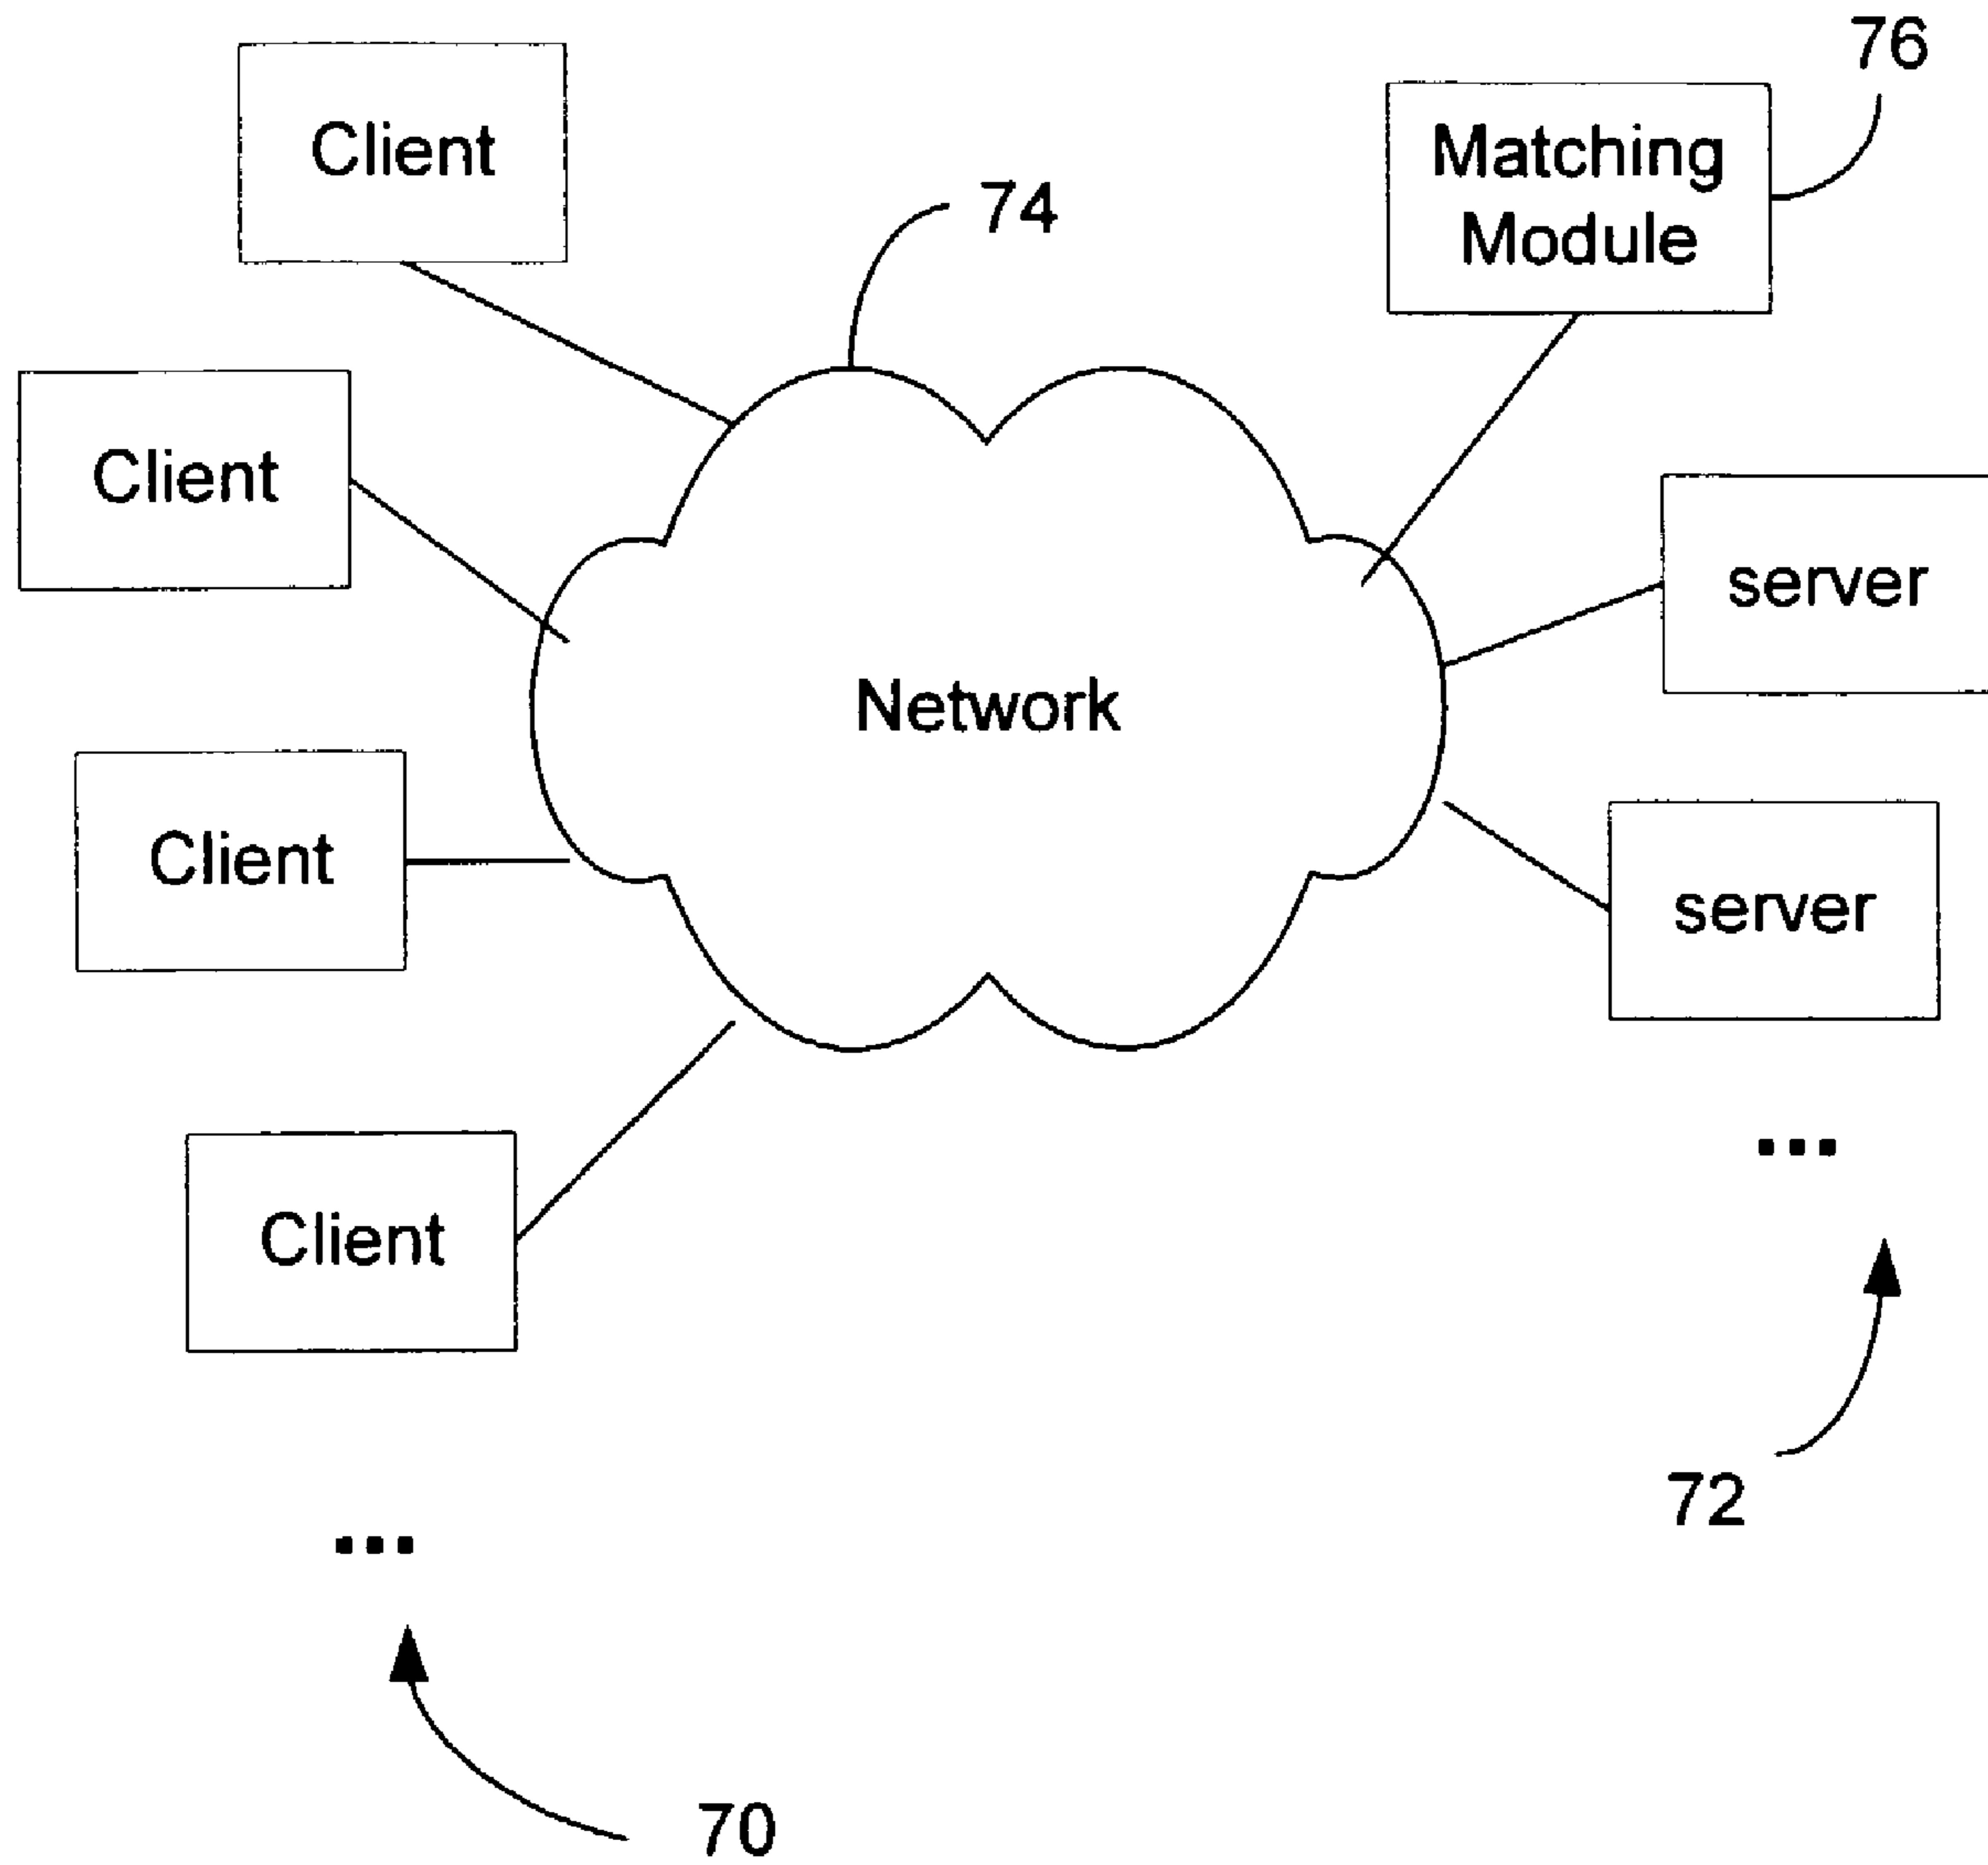 76
Client
Matching
Module
74
Client
server
Network
Client
server
...
Client
72
...
70